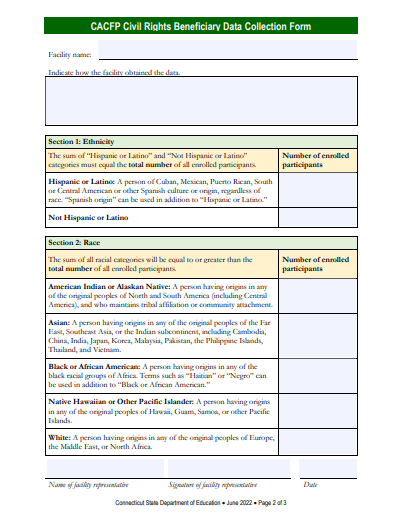 CACFP Civil Rights Beneficiary Data Collection Form
Facility name:
Indicate how the facility obtained the data.
Section 1: Ethnicity
The sum of "Hispanic or Latino" and "Not Hispanic or Latino"
categories must equal the total number of all enrolled participants.
Number of enrolled
participants
Hispanic or Latino: A person of Cuban, Mexican, Puerto Rican, South
or Central American or other Spanish culture or origin, regardless of
race. "Spanish origin" can be used in addition to "Hispanic or Latino."
Not Hispanic or Latino
Section 2: Race
The sum of all racial categories will be equal to or greater than the
total number of all enrolled participants.
Number of enrolled
participants
American Indian or Alaskan Native: A person having origins in any
of the original peoples of North and South America (including Central
America), and who maintains tribal affiliation or community attachment.
Asian: A person having origins in any of the original peoples of the Far
East, Southeast Asia, or the Indian subcontinent, including Cambodia,
China, India, Japan, Korea, Malaysia, Pakistan, the Philippine Islands,
Thailand, and Vietnam.
Black or African American: A person having origins in any of the
black racial groups of Africa. Terms such as "Haitian" or "Negro" can
be used in addition to "Black or African American."
Native Hawaiian or Other Pacific Islander: A person having origins
in any of the original peoples of Hawaii, Guam, Samoa, or other Pacific
Islands.
White: A person having origins in any of the original peoples of Europe,
the Middle East, or North Africa.
Name of facility representative
Signature of facility representative
Date
Connecticut State Department of Education • June 2022 • Page 2 of 3